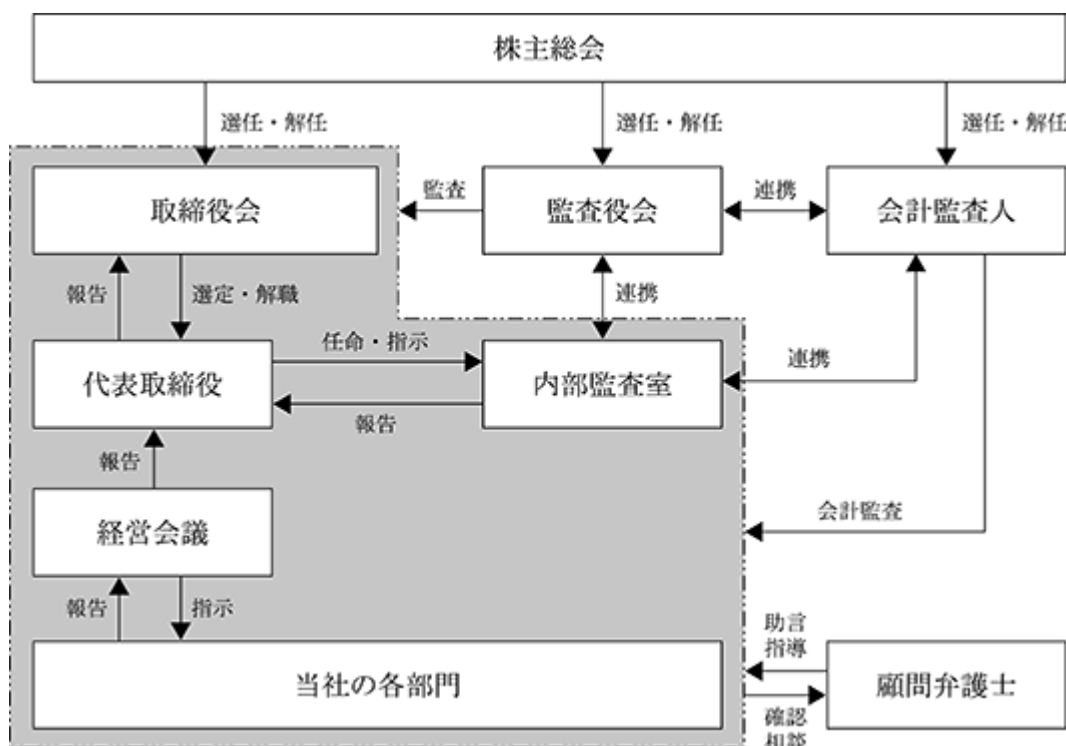 株主総会
選任・解任
選任・解任
選任・解任
取締役会
監査
監査役会
連携
会計監査人
報告
選定・解職
連携
代表取締役
任命・指示
報告
内部監査室
連携
報告
経営会議
会計監査
報告
指示
当社の各部門
助言
指導
顧問弁護士
確認
相談